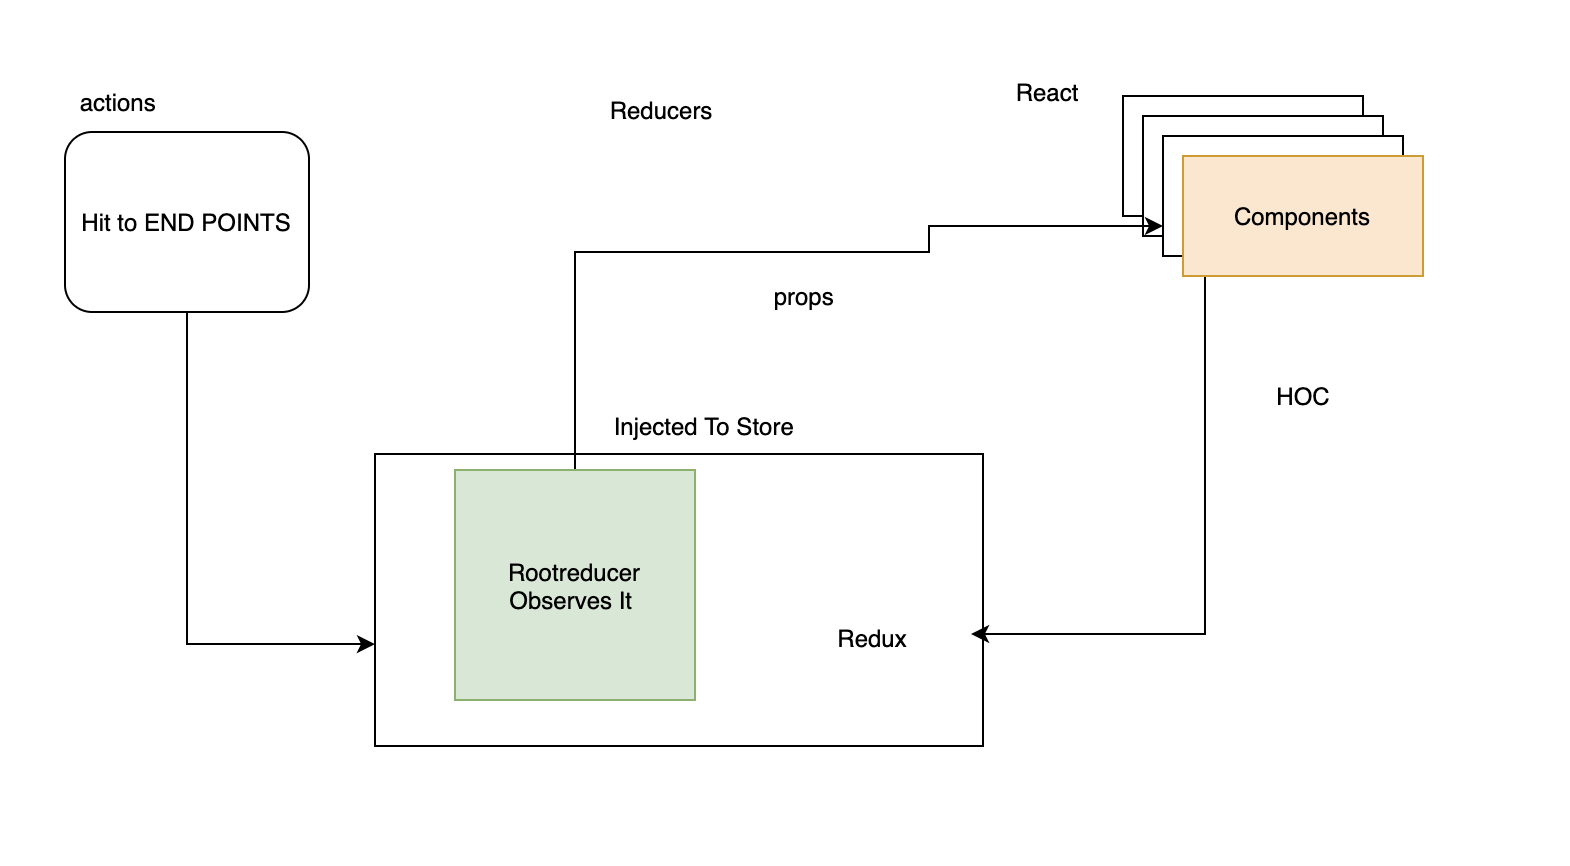 actions
Reducers
React
Hit to END POINTS
Components
props
HOC
Injected To Store
Rootreducer
Observes It
Redux